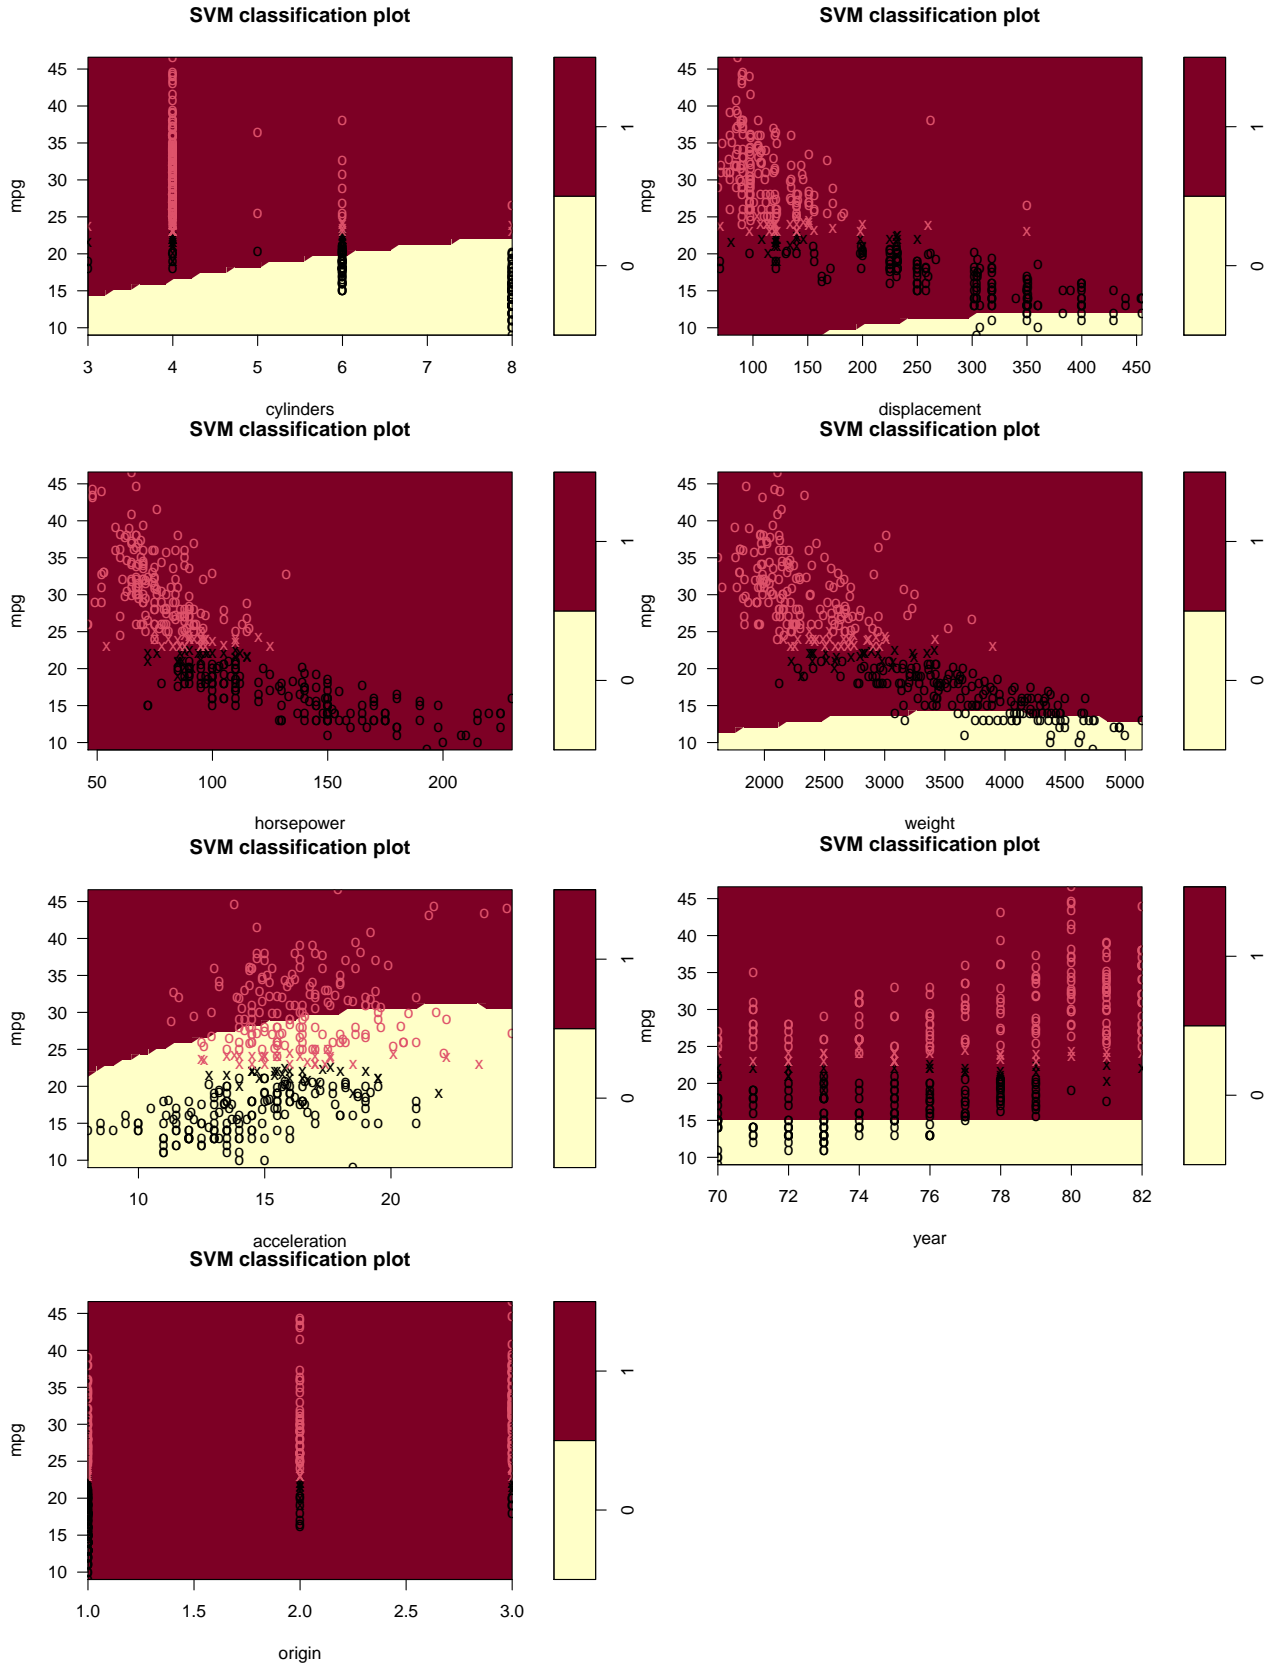 SVM classification plot
45
40
35
30
25
20
15
10
mpg
3 4 5 6 7 8
cylinders
1
0
SVM classification plot
45
40
35
30
25
20
15
10
mpg
100 150 200 250 300 350 400 450
displacement
1
0
SVM classification plot
45
40
35
30
25
20
15
10
mpg
50 100 150 200
horsepower
1
0
SVM classification plot
45
40
35
30
25
20
15
10
mpg
2000 2500 3000 3500 4000 4500 5000
weight
1
0
SVM classification plot
45
40
35
30
25
20
15
10
mpg
10 15 20
acceleration
1
0
SVM classification plot
45
40
35
30
25
20
15
10
mpg
70 72 74 76 78 80 82
year
1
0
SVM classification plot
45
40
35
30
25
20
15
10
mpg
1.0 1.5 2.0 2.5 3.0
origin
1
0